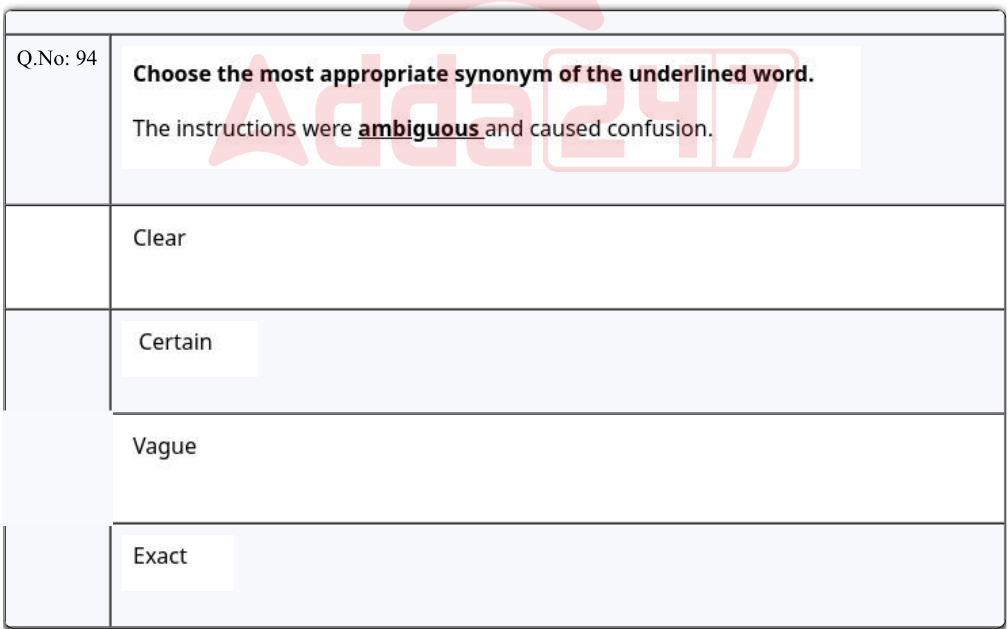 Q.No: 94
Choose the most appropriate synonym of the underlined word.
The instructions were ambiguous and caused confusion.
Adda247
Clear
Certain
Vague
Exact